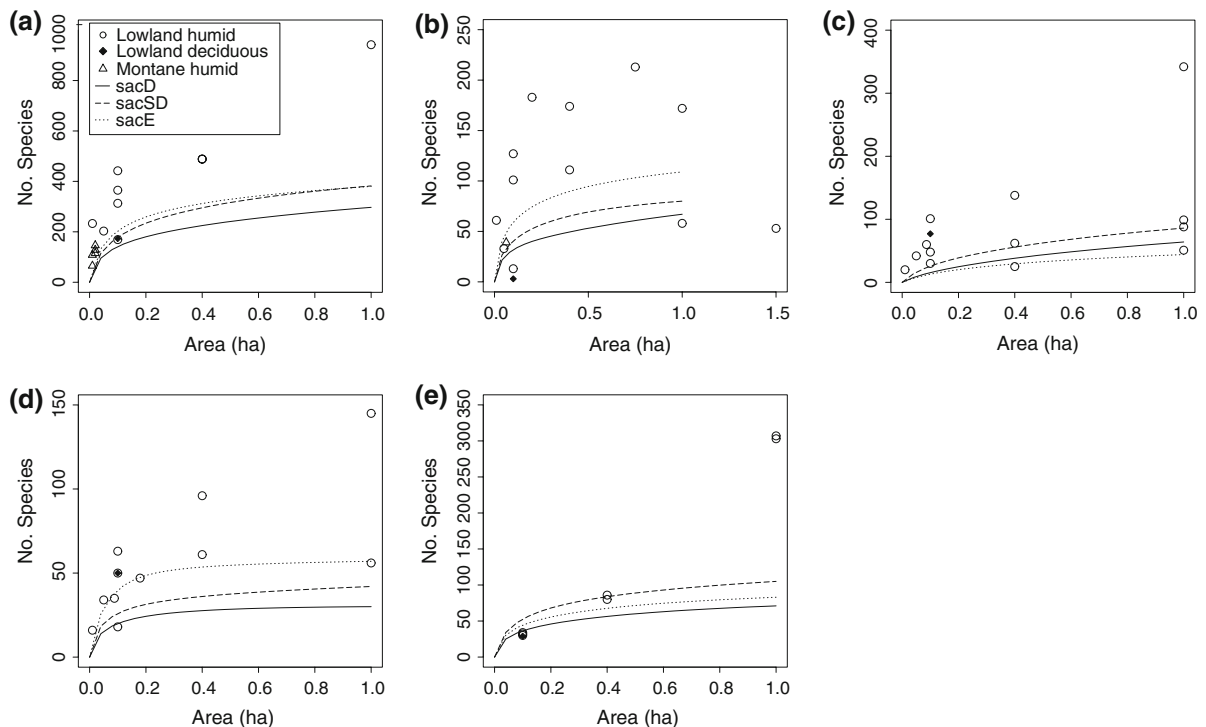 (a)
No. Species
0 200 400 600 800 1000
Lowland humid
Lowland deciduous
Montane humid
sacD
sacSD
sacE
0.0 0.2 0.4 0.6 0.8 1.0
Area (ha)
(b)
No. Species
0 50 100 150 200 250
0.0 0.5 1.0 1.5
Area (ha)
(c)
No. Species
0 100 200 300 400
0.0 0.2 0.4 0.6 0.8 1.0
Area (ha)
(d)
No. Species
0 50 100 150
0.0 0.2 0.4 0.6 0.8 1.0
Area (ha)
(e)
No. Species
0 50 100 150 200 250 300 350
0.0 0.2 0.4 0.6 0.8 1.0
Area (ha)